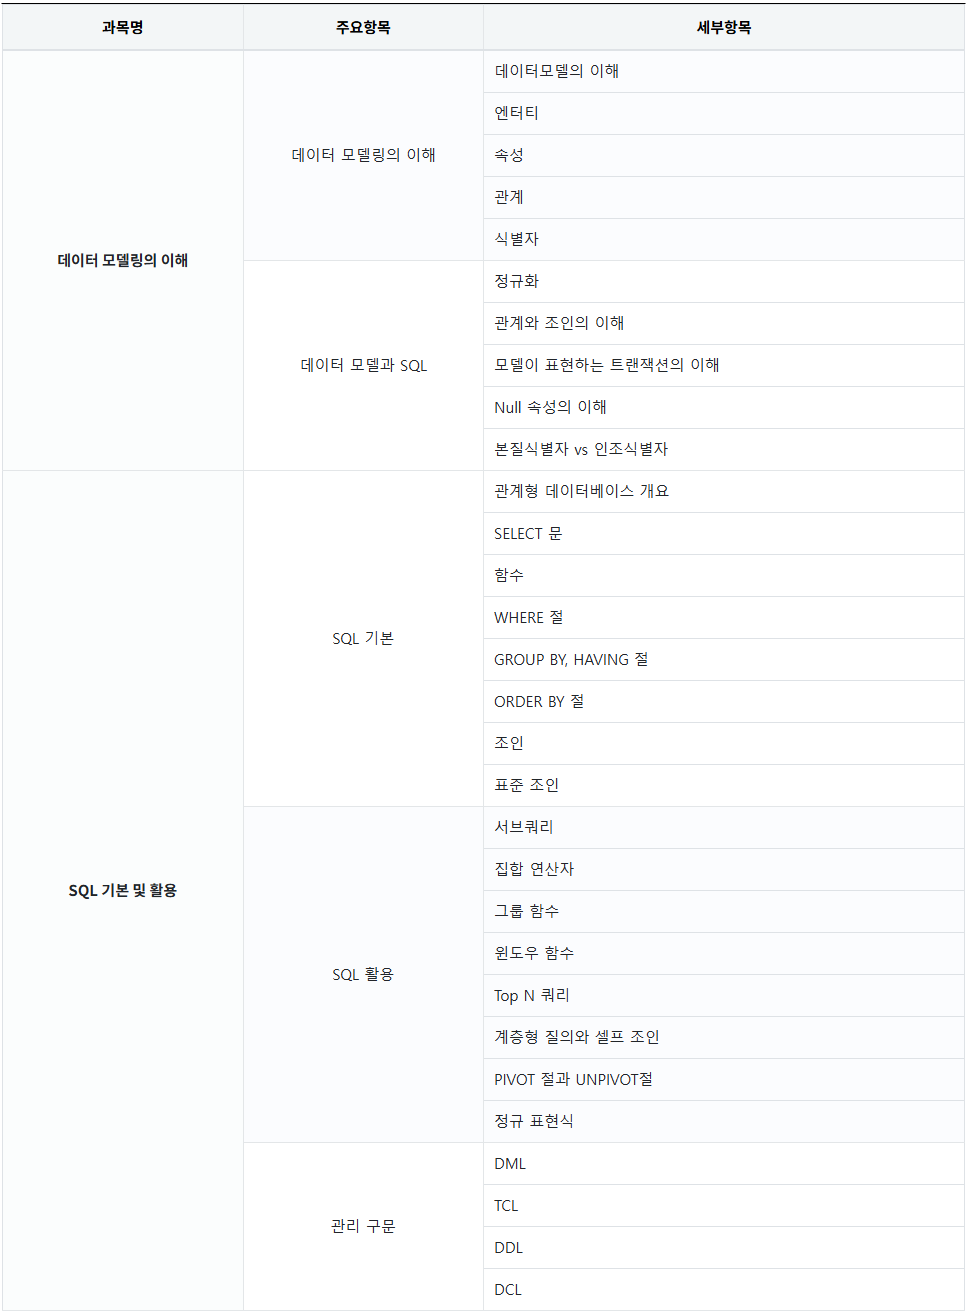 과목명 주요항목 세부항목
데이터 모델링의 이해
데이터 모델링의 이해
데이터모델의 이해
엔터티
속성
관계
식별자
데이터 모델과 SQL
정규화
관계와 조인의 이해
모델이 표현하는 트랜잭션의 이해
Null 속성의 이해
본질식별자 vs 인조식별자
SQL 기본 및 활용
SQL 기본
관계형 데이터베이스 개요
SELECT 문
함수
WHERE 절
GROUP BY, HAVING 절
ORDER BY 절
조인
표준 조인
SQL 활용
서브쿼리
집합 연산자
그룹 함수
윈도우 함수
Top N 쿼리
계층형 질의와 셀프 조인
PIVOT 절과 UNPIVOT절
정규 표현식
관리 구문
DML
TCL
DDL
DCL